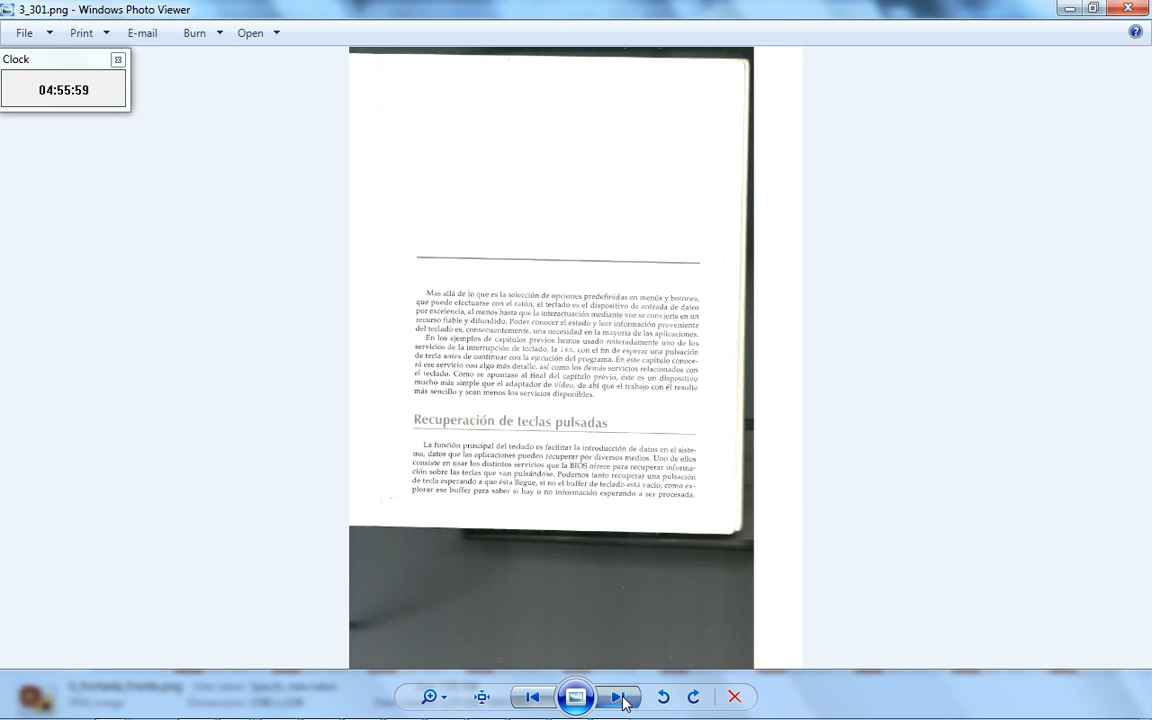 3_301.png - Windows Photo Viewer
File Print E-mail Burn Open
Clock
04:55:59
Mas allá de lo que es la selección de opciones predefinidas en menús y botones,
que puede efectuarse con el ratón, el teclado es el dispositivo de entrada de datos
por excelencia, al menos hasta que la interactuación mediante voz se convierta en un
recurso fiable y difundido. Poder conocer el estado y leer información proveniente
del teclado es, consecuentemente, una necesidad en la mayoría de las aplicaciones.
En los ejemplos de capítulos previos hemos usado reiteradamente uno de los
servicios de la interrupción de teclado, la 16h, con el fin de esperar una pulsación
de tecla antes de continuar con la ejecución del programa. En este capítulo conoce-
rá ese servicio con algo más detalle, así como los demás servicios relacionados con
el teclado. Como se apuntase al final del capítulo previo, éste es un dispositivo
mucho más simple que el adaptador de vídeo, de ahí que el trabajo con él resulte
más sencillo y sean menos los servicios disponibles.
Recuperación de teclas pulsadas
La función principal del teclado es facilitar la introducción de datos en el siste-
ma, datos que las aplicaciones pueden recuperar por diversos medios. Uno de ellos
consiste en usar los distintos servicios que la BIOS ofrece para recuperar informa-
ción sobre las teclas que van pulsándose. Podemos tanto recuperar una pulsación
de tecla esperando a que ésta llegue, si no el buffer de teclado está vacío, como ex-
plorar ese buffer para saber si hay o no información esperando a ser procesada.